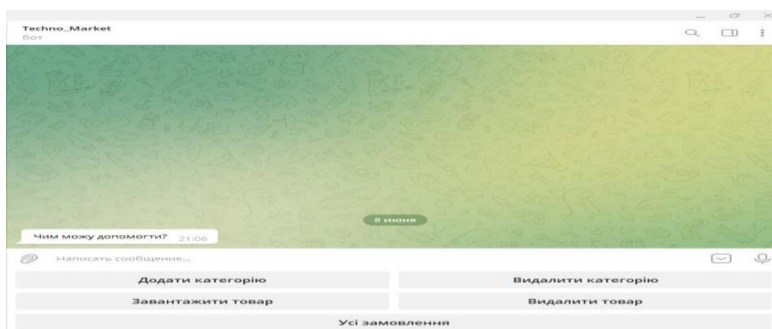 Techno_Market
бот
8 июня
Чим можу допомогти? 21:06
Написать сообщение...
Додати категорію Видалити категорію
Завантажити товар Видалити товар
Усі замовлення